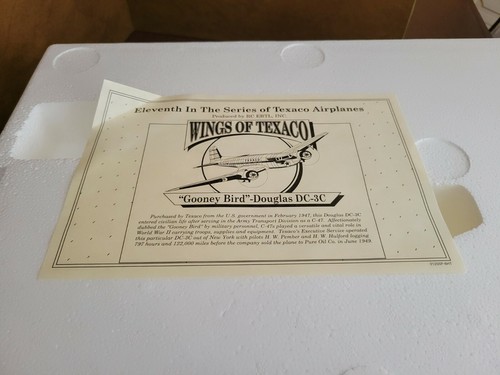 Eleventh In The Series of Texaco Airplanes
Produced by RC ERTL, INC
WINGS OF TEXACO
"Gooney Bird"-Douglas DC-3C
Purchased by Texaco from the U.S. government in February 1947, this Douglas DC-3C
entered civilian life after serving in the Army Transport Division as a C-47. Affectionately
dubbed the "Gooney Bird" by military personnel, C-47s played a versatile and vital role in
World War II carrying troops, supplies and equipment. Texaco's Executive Service operated
this particular DC-3C out of New York with pilots H. W. Pember and H. W. Hulford logging
797 hours and 122,000 miles before the company sold the plane to Pure Oil Co. in June 1949